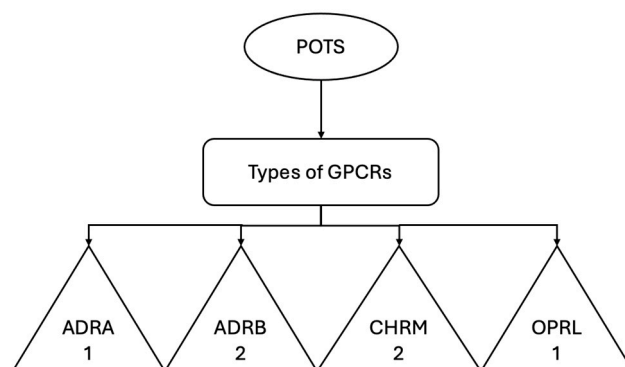 POTS
Types of GPCRs
ADRA
1
ADRB
2
CHRM
2
OPRL
1